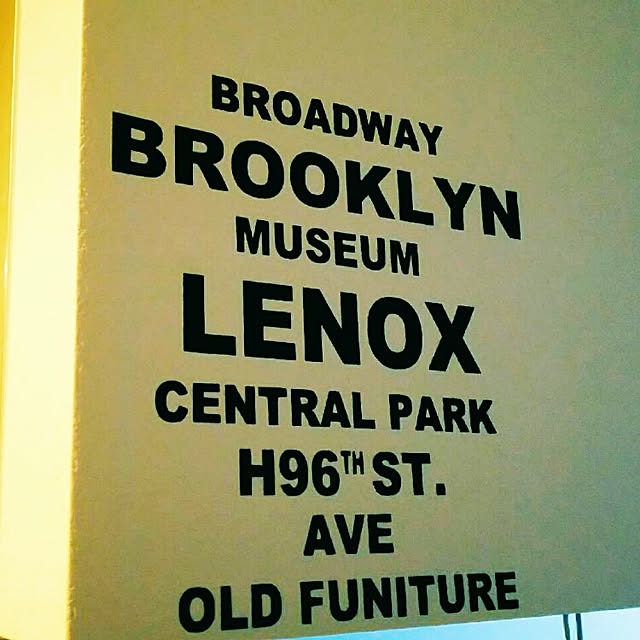 BROADWAY
BROOKLYN
MUSEUM
LENOX
CENTRAL PARK
H96TH ST.
AVE
OLD FUNITURE